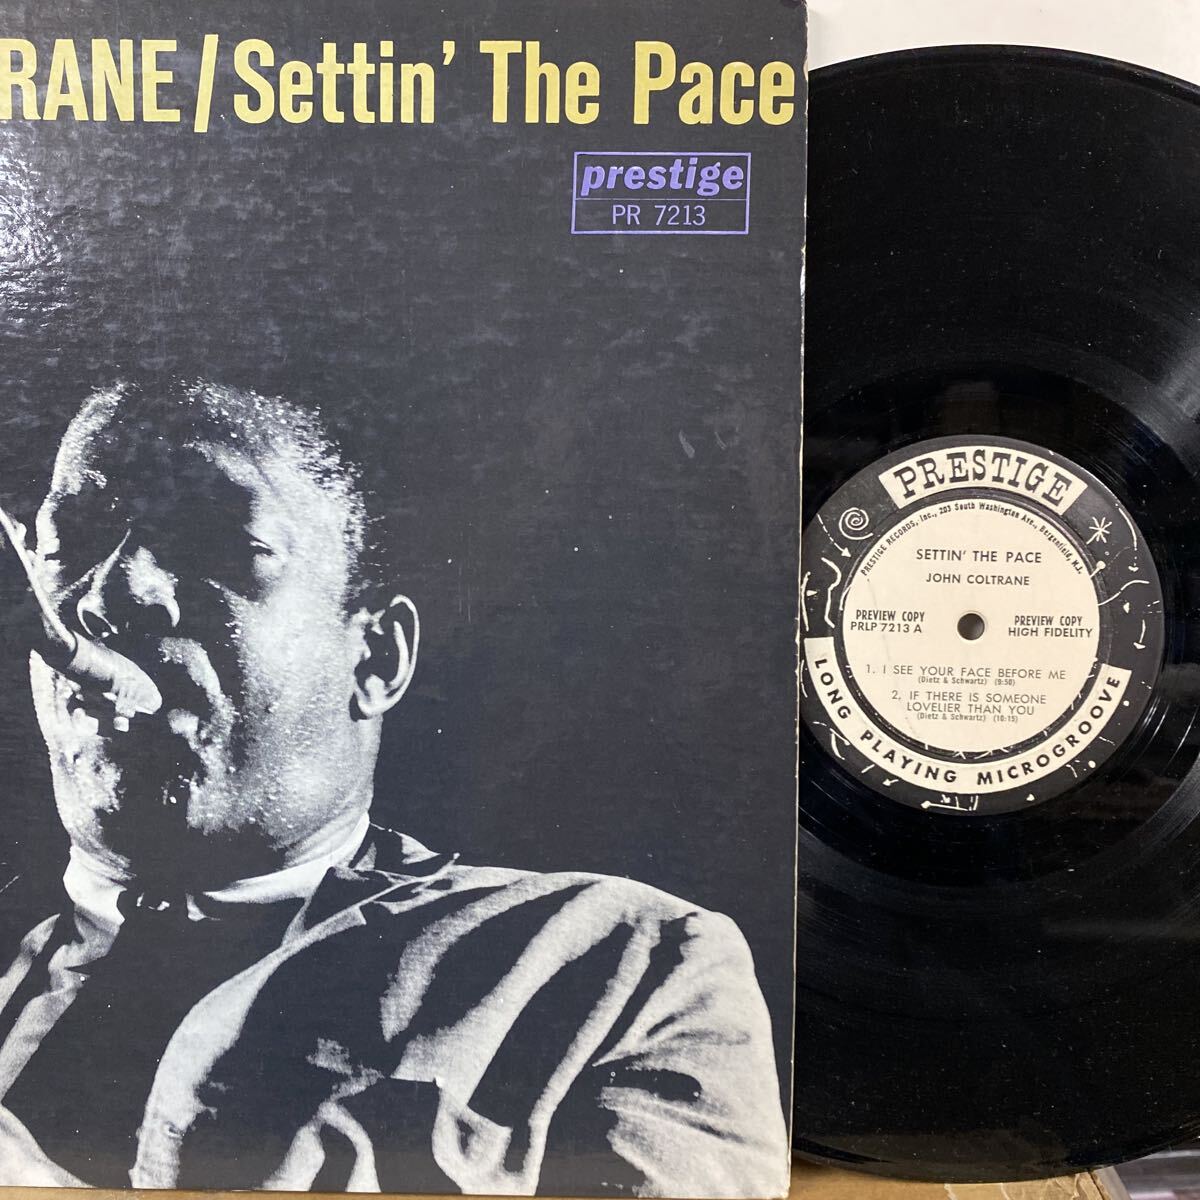 RANE/Settin' The Pace
prestige
PR 7213
PRESTIGE
PRESTIGE RECORDS, Inc., 203 South Washington Ave., Bergenfield, N.J.
SETTIN' THE PACE
JOHN COLTRANE
PREVIEW COPY
PRLP 7213 A
PREVIEW COPY
HIGH FIDELITY
1. I SEE YOUR FACE BEFORE ME
(Dietz & Schwartz) (9:50)
2. IF THERE IS SOMEONE
LOVELIER THAN YOU
(Dietz & Schwartz) (10:15)
LONG PLAYING MICROGROOVE